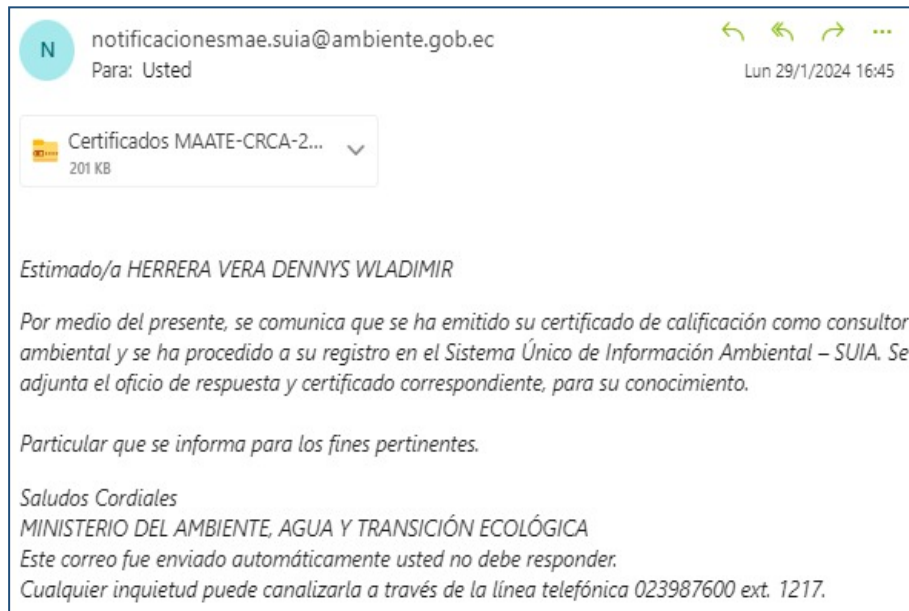 N
notificacionesmae.suia@ambiente.gob.ec
Para: Usted
Lun 29/1/2024 16:45
Certificados MAATE-CRCA-2...
201 KB
Estimado/a HERRERA VERA DENNYS WLADIMIR
Por medio del presente, se comunica que se ha emitido su certificado de calificación como consultor
ambiental y se ha procedido a su registro en el Sistema Único de Información Ambiental – SUIA. Se
adjunta el oficio de respuesta y certificado correspondiente, para su conocimiento.
Particular que se informa para los fines pertinentes.
Saludos Cordiales
MINISTERIO DEL AMBIENTE, AGUA Y TRANSICIÓN ECOLÓGICA
Este correo fue enviado automáticamente usted no debe responder.
Cualquier inquietud puede canalizarla a través de la línea telefónica 023987600 ext. 1217.